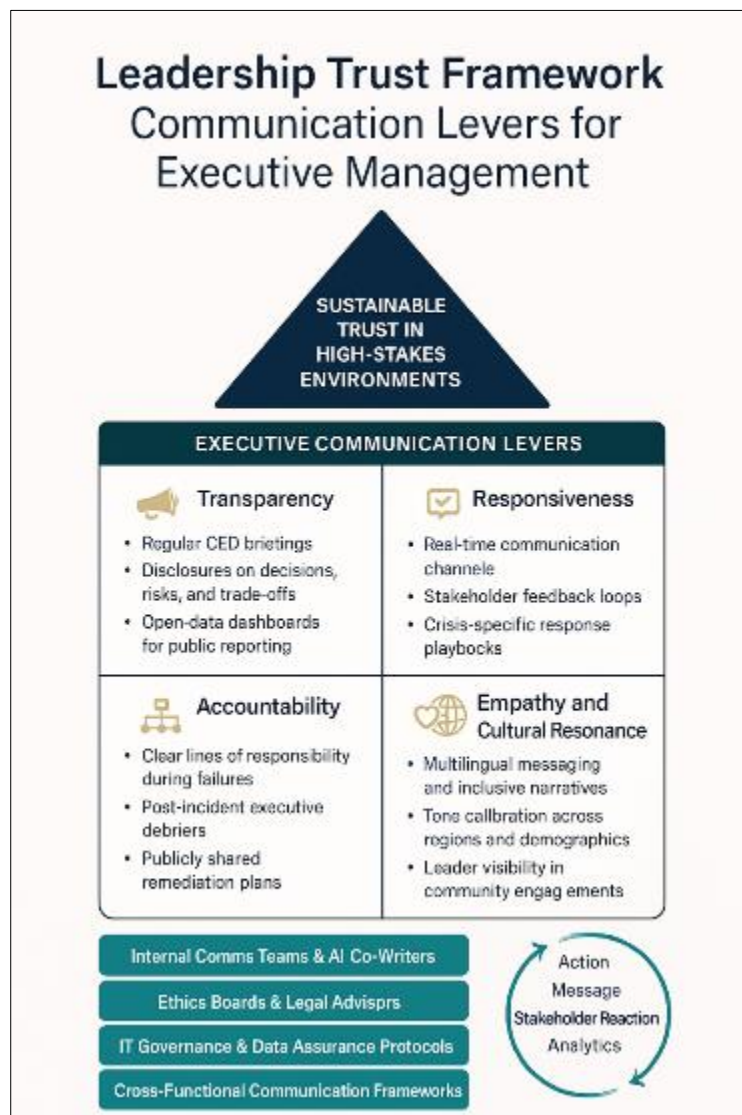 Leadership Trust Framework
Communication Levers for
Executive Management
SUSTAINABLE
TRUST IN
HIGH-STAKES
ENVIRONMENTS
EXECUTIVE COMMUNICATION LEVERS
Transparency
• Regular CED brietings
• Disclosures on decisions,
risks, and trade-offs
• Open-data dashboards
for public reporting
Responsiveness
• Real-time communication
channele
• Stakeholder feedback loops
• Crisis-specific response
playbocks
Accountability
• Clear lines of responsibility
during failures
• Post-incident executive
debriers
• Publicly shared
remediation plans
Empathy and
Cultural Resonance
• Multilingual messaging
and inclusive narratives
• Tone callbration across
regions and demographics
• Leader visibility in
community engag ements
Internal Comms Teams & AI Co-Writers
Ethics Boards & Legal Advisprs
IT Governance & Data Assurance Protocols
Cross-Functional Communication Frameworks
Action
Message
Stakeholder Reaction
Analytics